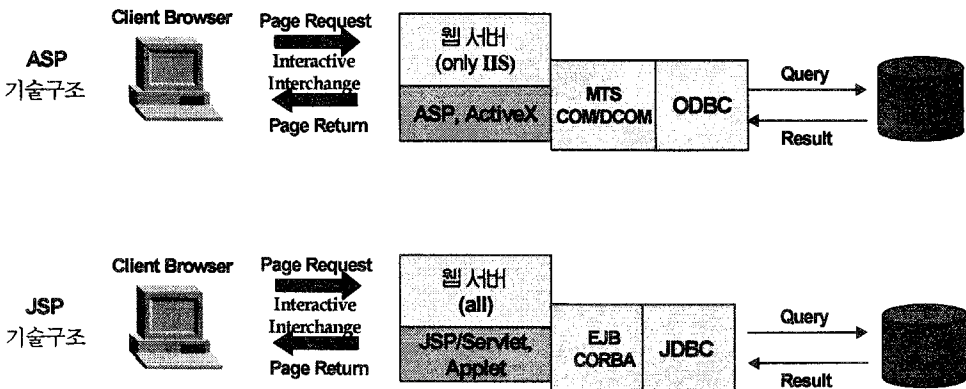 ASP
기술구조
Client Browser
Page Request
Interactive
Interchange
Page Return
웹 서버
(only IIS)
ASP, ActiveX
MTS
COM/DCOM
ODBC
Query
Result
JSP
기술구조
Client Browser
Page Request
Interactive
Interchange
Page Return
웹 서버
(all)
JSP/Servlet,
Applet
EJB
CORBA
JDBC
Query
Result